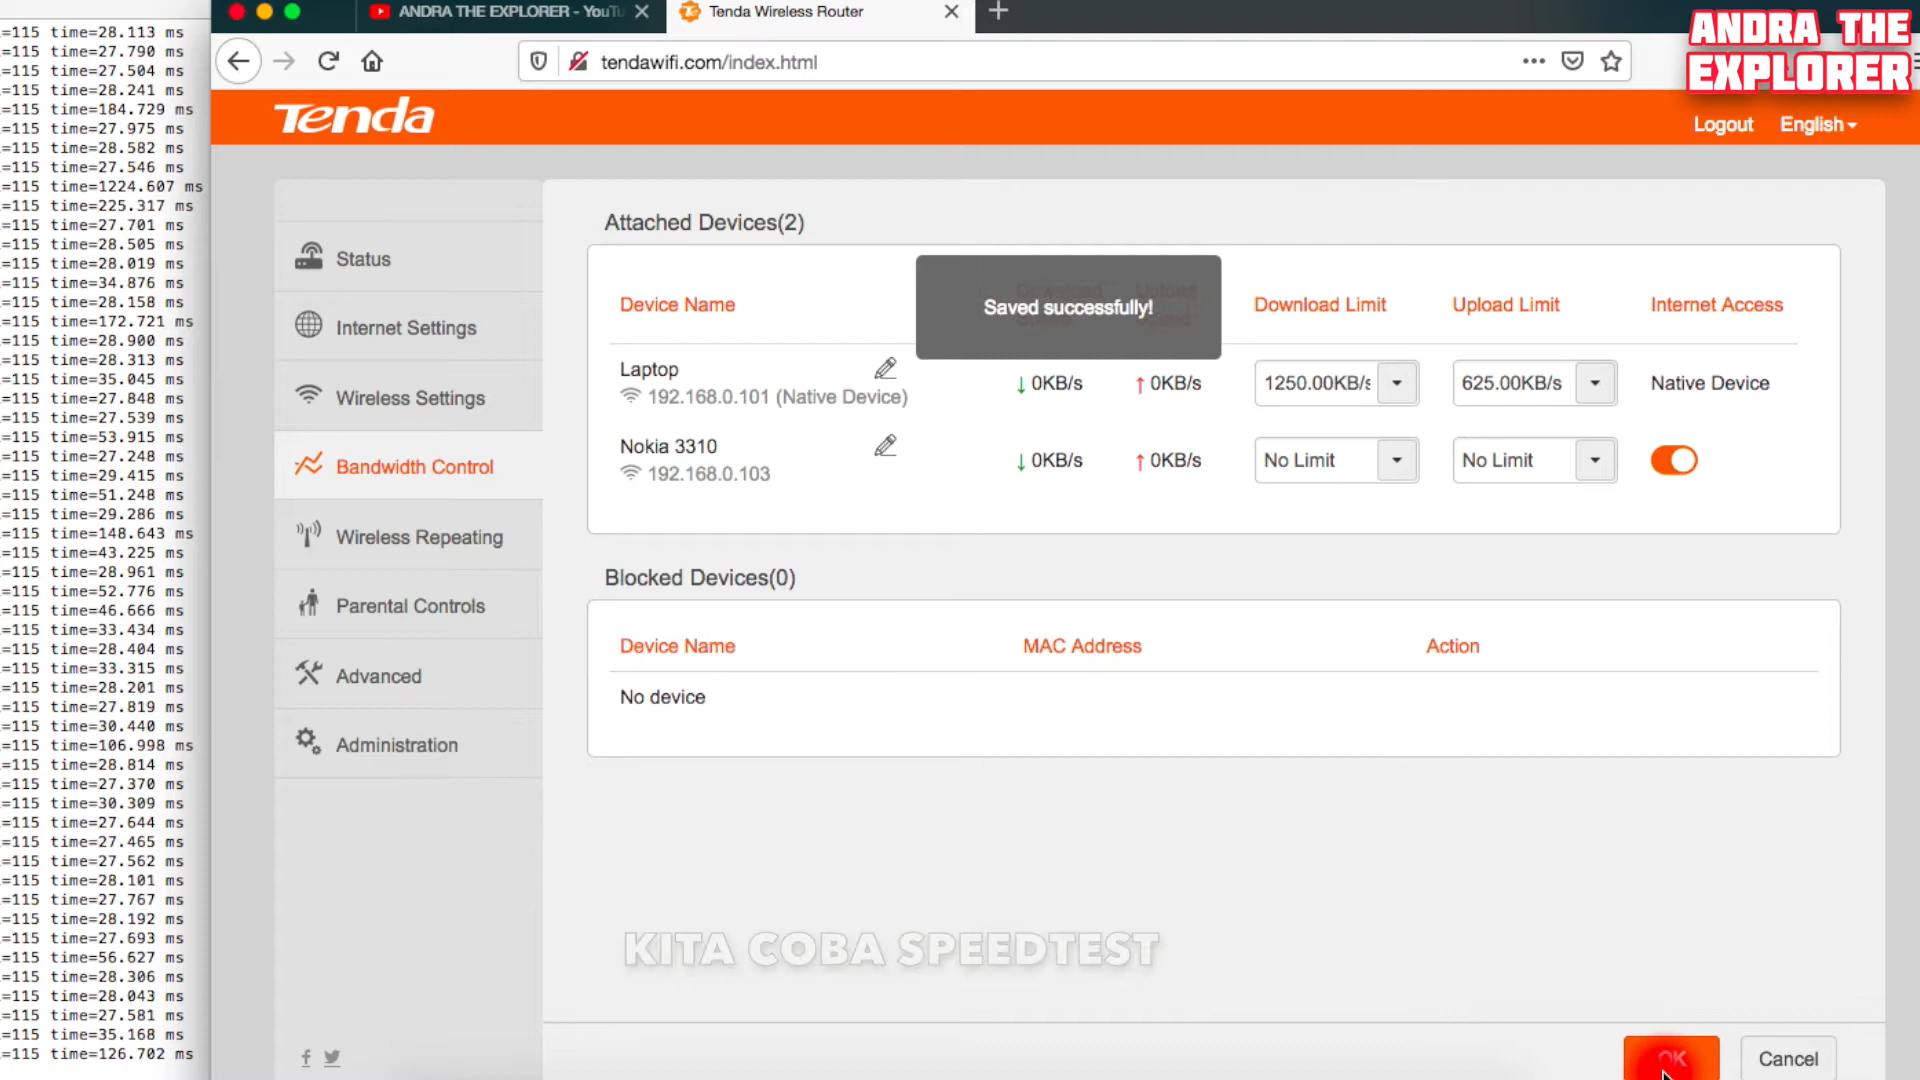 =115 time=28.113 ms
=115 time=27.790 ms
=115 time=27.504 ms
=115 time=28.241 ms
=115 time=184.729 ms
=115 time=27.975 ms
=115 time=28.582 ms
=115 time=27.546 ms
=115 time=1224.607 ms
=115 time=225.317 ms
=115 time=27.701 ms
=115 time=28.505 ms
=115 time=28.019 ms
=115 time=34.876 ms
=115 time=28.158 ms
=115 time=172.721 ms
=115 time=28.900 ms
=115 time=28.313 ms
=115 time=35.045 ms
=115 time=27.848 ms
=115 time=27.539 ms
=115 time=53.915 ms
=115 time=27.248 ms
=115 time=29.415 ms
=115 time=51.248 ms
=115 time=29.286 ms
=115 time=148.643 ms
=115 time=43.225 ms
=115 time=28.961 ms
=115 time=52.776 ms
=115 time=46.666 ms
=115 time=33.434 ms
=115 time=28.404 ms
=115 time=33.315 ms
=115 time=28.201 ms
=115 time=27.819 ms
=115 time=30.440 ms
=115 time=106.998 ms
=115 time=28.814 ms
=115 time=27.370 ms
=115 time=30.309 ms
=115 time=27.644 ms
=115 time=27.465 ms
=115 time=27.562 ms
=115 time=28.101 ms
=115 time=27.767 ms
=115 time=28.192 ms
=115 time=27.693 ms
=115 time=56.627 ms
=115 time=28.306 ms
=115 time=28.043 ms
=115 time=27.581 ms
=115 time=35.168 ms
=115 time=126.702 ms
ANDRA THE EXPLORER - YouTu
Tenda Wireless Router
tendawifi.com/index.html
ANDRA THE
EXPLORER
Tenda
Logout English
Status
Internet Settings
Wireless Settings
Bandwidth Control
Wireless Repeating
Parental Controls
Advanced
Administration
Attached Devices(2)
Device Name Download Limit Upload Limit Internet Access
Saved successfully!
Laptop
192.168.0.101 (Native Device)
↓0KB/s ↑0KB/s 1250.00KB/s 625.00KB/s Native Device
Nokia 3310
192.168.0.103
↓0KB/s ↑0KB/s No Limit No Limit
Blocked Devices(0)
Device Name MAC Address Action
No device
KITA COBA SPEEDTEST
OK Cancel